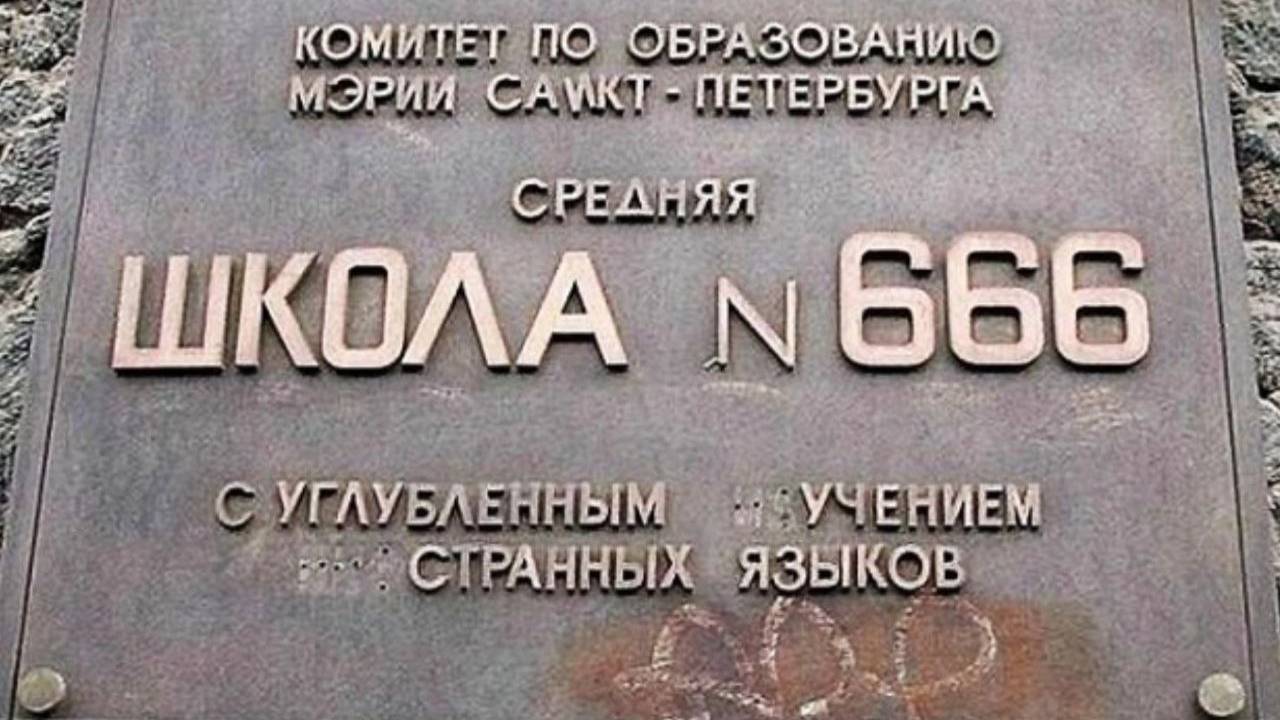 КОМИТЕТ ПО ОБРАЗОВАНИЮ
МЭРИИ САНКТ-ПЕТЕРБУРГА
СРЕДНЯЯ
ШКОЛА N 666
С УГЛУБЛЕННЫМ УЧЕНИЕМ
СТРАННЫХ ЯЗЫКОВ